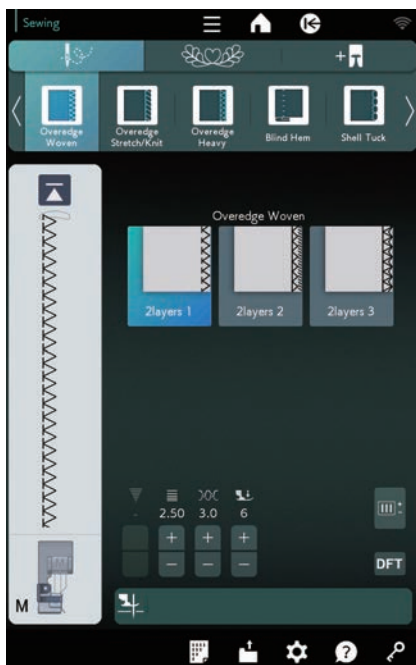 Sewing
Overedge
Woven
Overedge
Stretch/Knit
Overedge
Heavy
Blind Hem
Shell Tuck
Overedge Woven
2layers 1
2layers 2
2layers 3
- 2.50 3.0 6
+ + +
- - -
DFT
M